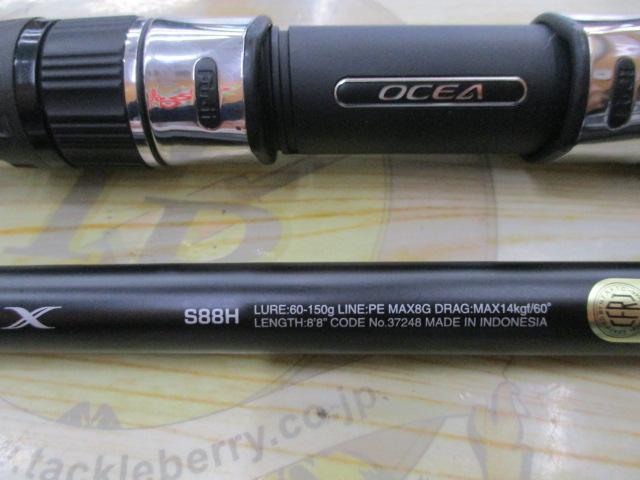 OCEA
X S88H LURE:60-150g LINE:PE MAX8G DRAG:MAX14kgf/60°
LENGTH:8'8" CODE No.37248 MADE IN INDONESIA
CFRJ
.tackleberry.co.jp